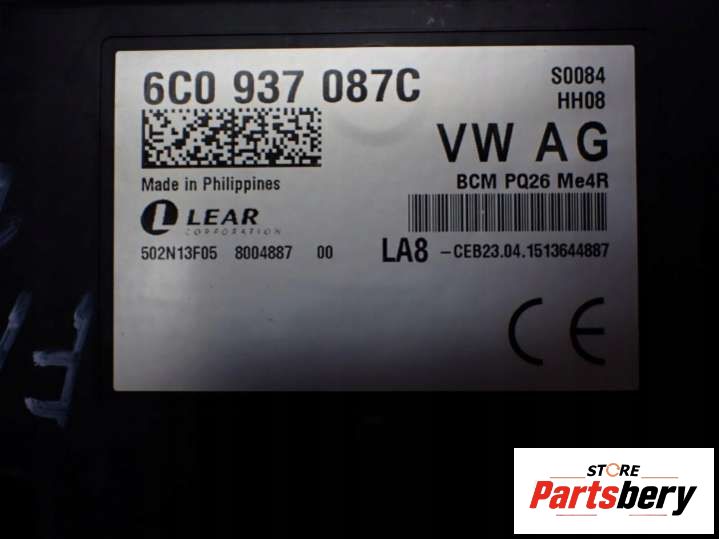 6C0 937 087C
S0084
HH08
VW AG
Made in Philippines
BCM PQ26 Me4R
LEAR
CORPORATION
502N13F05 8004887 00
LA8 -CEB23.04.1513644887
CE
STORE
Partsbery